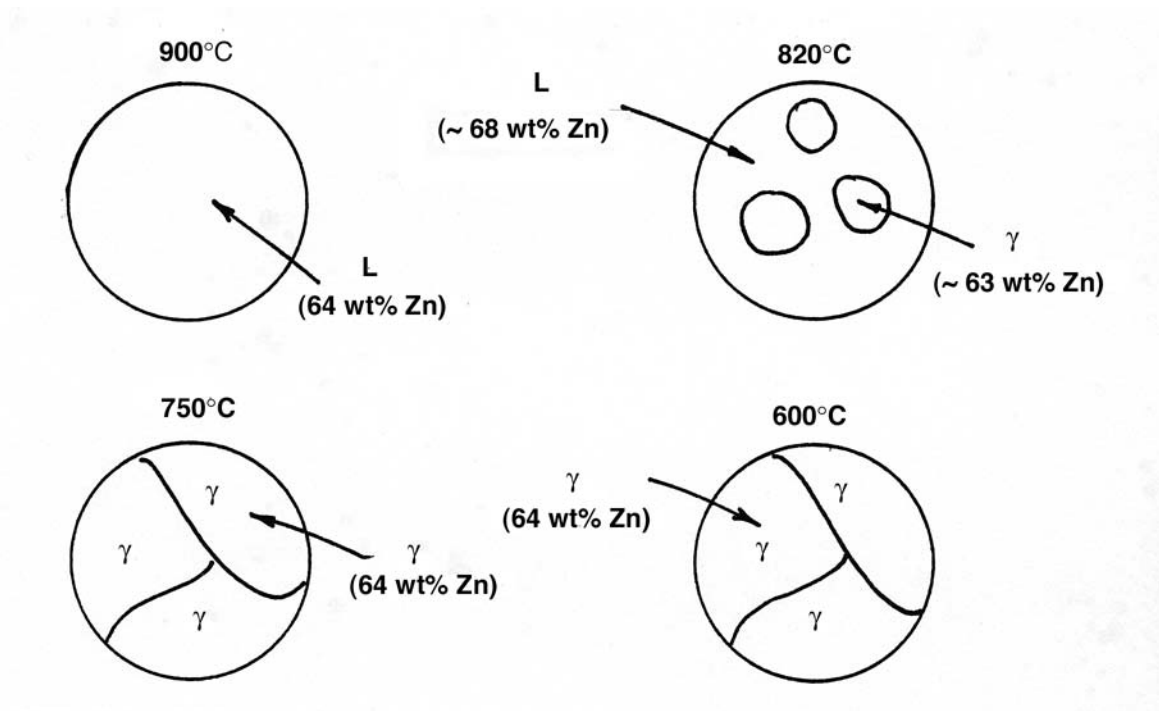 900°C
L
(64 wt% Zn)
820°C
L
(~ 68 wt% Zn)
γ
(~ 63 wt% Zn)
750°C
γ
γ
γ
γ
(64 wt% Zn)
600°C
γ
(64 wt% Zn)
γ
γ
γ